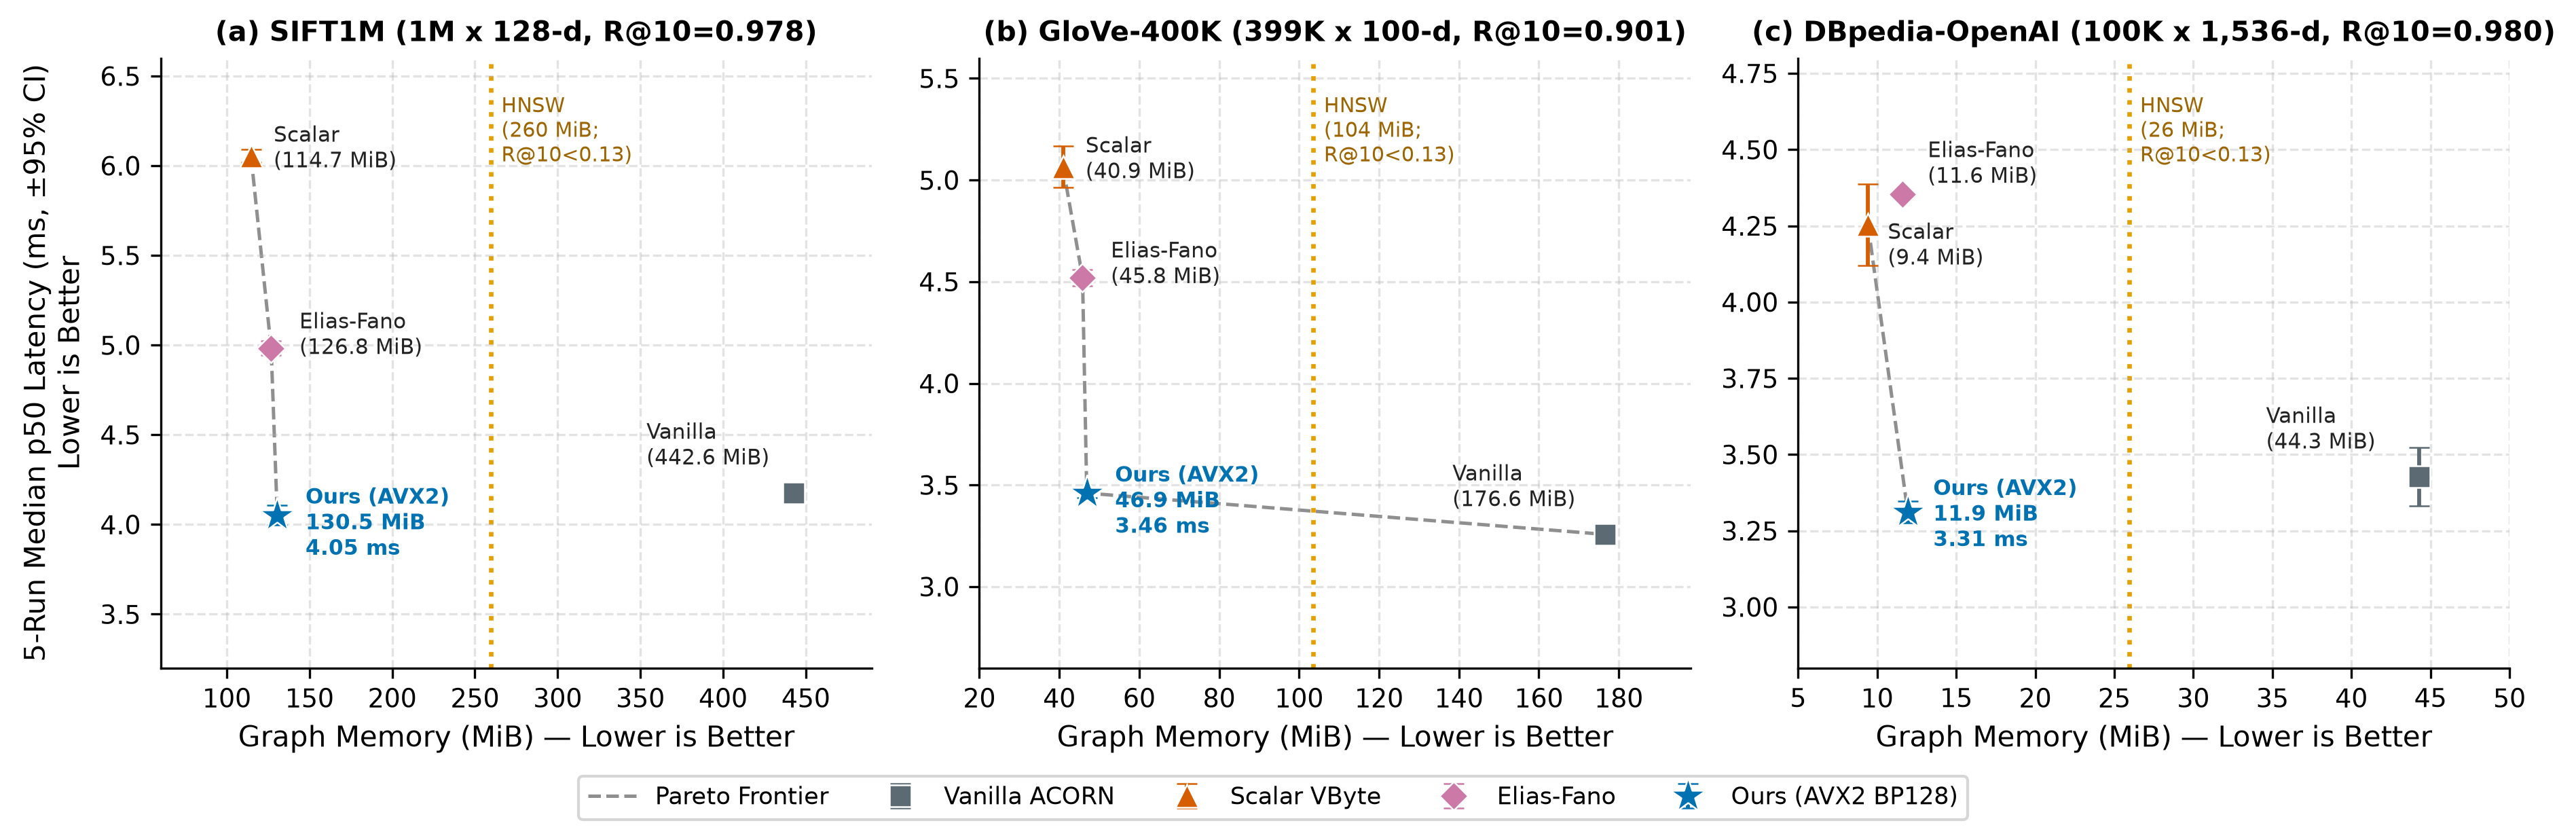 (a) SIFT1M (1M x 128-d, R@10=0.978)
5-Run Median p50 Latency (ms, ±95% CI)
Lower is Better
6.5
6.0
5.5
5.0
4.5
4.0
3.5
Scalar
(114.7 MiB)
HNSW
(260 MiB;
R@10<0.13)
Elias-Fano
(126.8 MiB)
Vanilla
(442.6 MiB)
Ours (AVX2)
130.5 MiB
4.05 ms
100 150 200 250 300 350 400 450
Graph Memory (MiB) — Lower is Better
(b) GloVe-400K (399K x 100-d, R@10=0.901)
5.5
5.0
4.5
4.0
3.5
3.0
Scalar
(40.9 MiB)
HNSW
(104 MiB;
R@10<0.13)
Elias-Fano
(45.8 MiB)
Ours (AVX2)
46.9 MiB
3.46 ms
Vanilla
(176.6 MiB)
20 40 60 80 100 120 140 160 180
Graph Memory (MiB) — Lower is Better
(c) DBpedia-OpenAI (100K x 1,536-d, R@10=0.980)
4.75
4.50
4.25
4.00
3.75
3.50
3.25
3.00
HNSW
(26 MiB;
R@10<0.13)
Elias-Fano
(11.6 MiB)
Scalar
(9.4 MiB)
Vanilla
(44.3 MiB)
Ours (AVX2)
11.9 MiB
3.31 ms
5 10 15 20 25 30 35 40 45 50
Graph Memory (MiB) — Lower is Better
Pareto Frontier Vanilla ACORN Scalar VByte Elias-Fano Ours (AVX2 BP128)